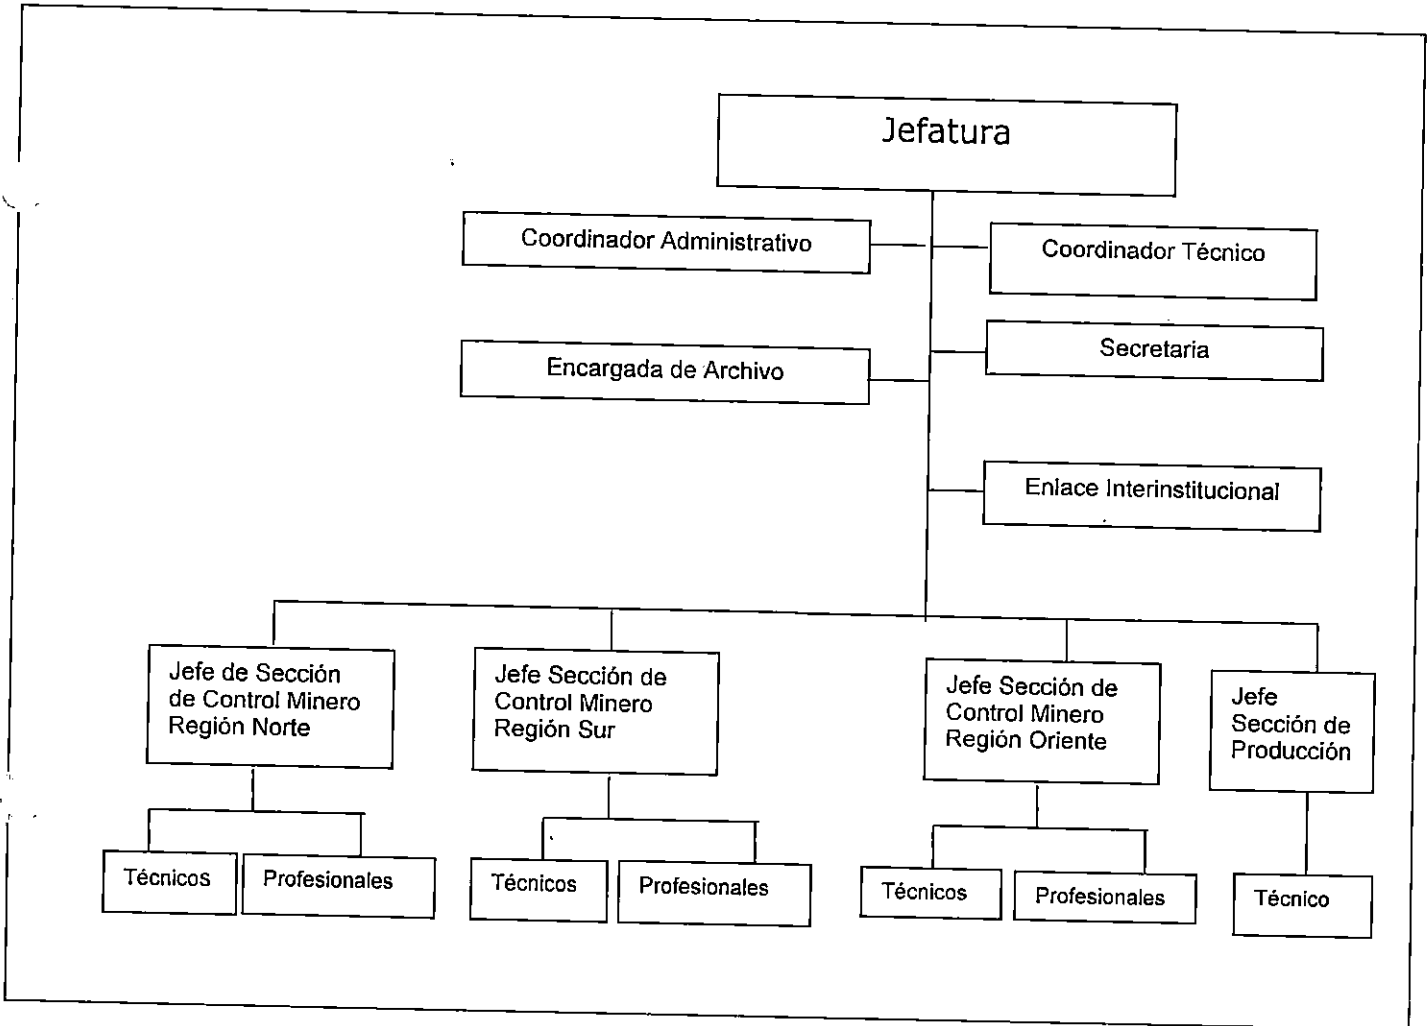 Jefatura
Coordinador Administrativo
Coordinador Técnico
Secretaria
Encargada de Archivo
Enlace Interinstitucional
Jefe de Sección
de Control Minero
Región Norte
Jefe Sección de
Control Minero
Región Sur
Jefe Sección de
Control Minero
Región Oriente
Jefe
Sección de
Producción
Técnicos
Profesionales
Técnicos
Profesionales
Técnicos
Profesionales
Técnico